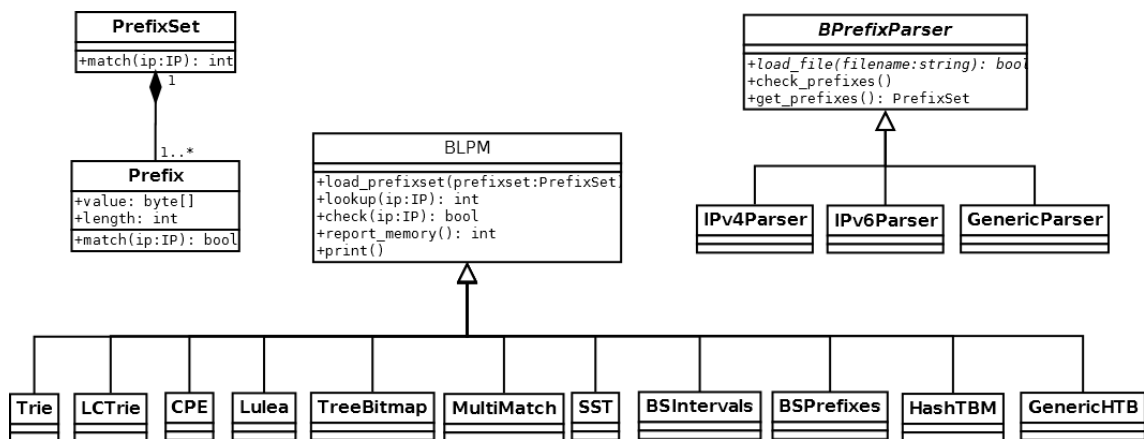 PrefixSet
+match(ip:IP): int
1
1..*
Prefix
+value: byte[]
+length: int
+match(ip:IP): bool
BLPM
+load_prefixset(prefixset:PrefixSet)
+lookup(ip:IP): int
+check(ip:IP): bool
+report_memory(): int
+print()
BPrefixParser
+load_file(filename:string): bool
+check_prefixes()
+get_prefixes(): PrefixSet
IPv4Parser
IPv6Parser
GenericParser
Trie
LCTrie
CPE
Lulea
TreeBitmap
MultiMatch
SST
BSIntervals
BSPrefixes
HashTBM
GenericHTB